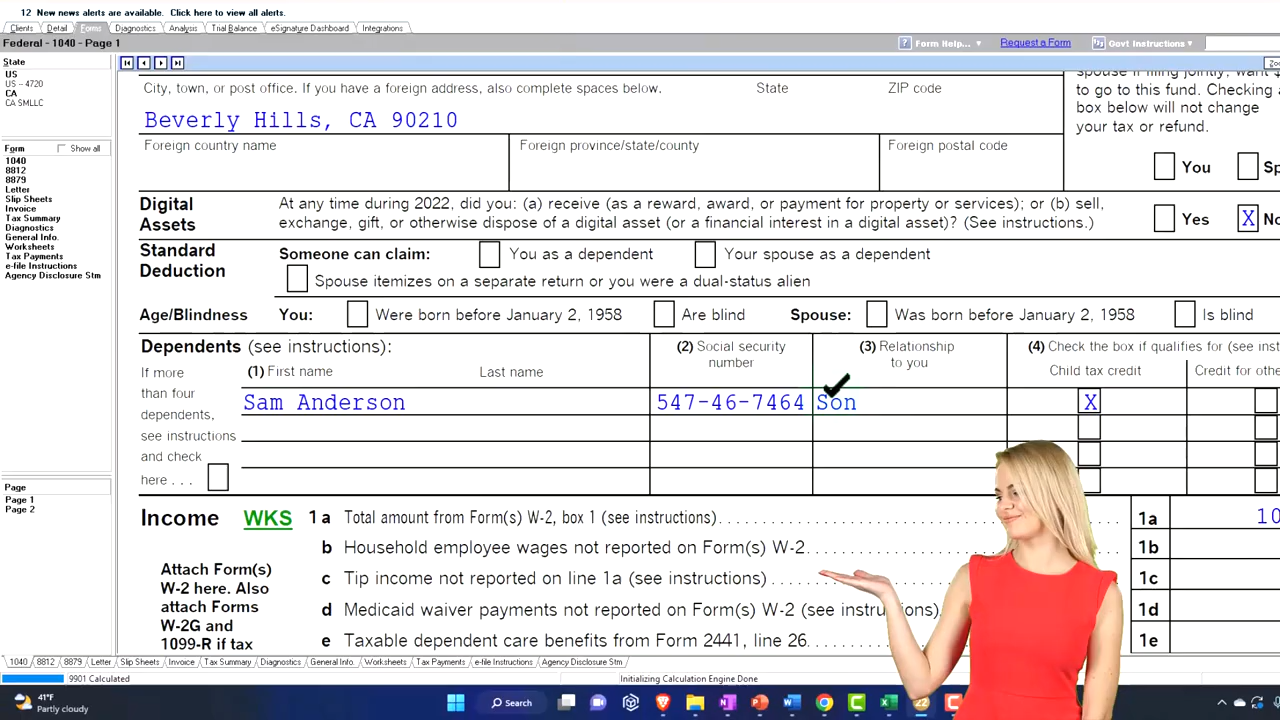 12 New news alerts are available. Click here to view all alerts.
Clients Detail Forms Diagnostics Analysis Trial Balance eSignature Dashboard Integrations
Federal - 1040 - Page 1
Form Help... Request a Form Govt Instructions
State
US
US - 4720
CA
CA SMLLC
Form Show all
1040
8812
8879
Letter
Slip Sheets
Invoice
Tax Summary
Diagnostics
General Info.
Worksheets
Tax Payments
e-file Instructions
Agency Disclosure Stm
Page
Page 1
Page 2
City, town, or post office. If you have a foreign address, also complete spaces below. State ZIP code
Beverly Hills, CA 90210
Foreign country name Foreign province/state/county Foreign postal code
spouse if filing jointly, want $
to go to this fund. Checking a
box below will not change
your tax or refund.
You Sp
Digital Assets
At any time during 2022, did you: (a) receive (as a reward, award, or payment for property or services); or (b) sell,
exchange, gift, or otherwise dispose of a digital asset (or a financial interest in a digital asset)? (See instructions.)
Yes X No
Standard Deduction
Someone can claim: You as a dependent Your spouse as a dependent
Spouse itemizes on a separate return or you were a dual-status alien
Age/Blindness You: Were born before January 2, 1958 Are blind Spouse: Was born before January 2, 1958 Is blind
Dependents (see instructions):
(2) Social security number
(3) Relationship to you
(4) Check the box if qualifies for (see inst
If more than four dependents, see instructions and check here . . .
(1) First name Last name
Child tax credit Credit for othe
Sam Anderson 547-46-7464 Son X
Income WKS
1a Total amount from Form(s) W-2, box 1 (see instructions) 1a 10
b Household employee wages not reported on Form(s) W-2 1b
c Tip income not reported on line 1a (see instructions) 1c
d Medicaid waiver payments not reported on Form(s) W-2 (see instructions) 1d
e Taxable dependent care benefits from Form 2441, line 26 1e
Attach Form(s)
W-2 here. Also
attach Forms
W-2G and
1099-R if tax
1040 8812 8879 Letter Slip Sheets Invoice Tax Summary Diagnostics General Info. Worksheets Tax Payments e-file Instructions Agency Disclosure Stm
9901 Calculated Initializing Calculation Engine Done
41°F
Partly cloudy
Search